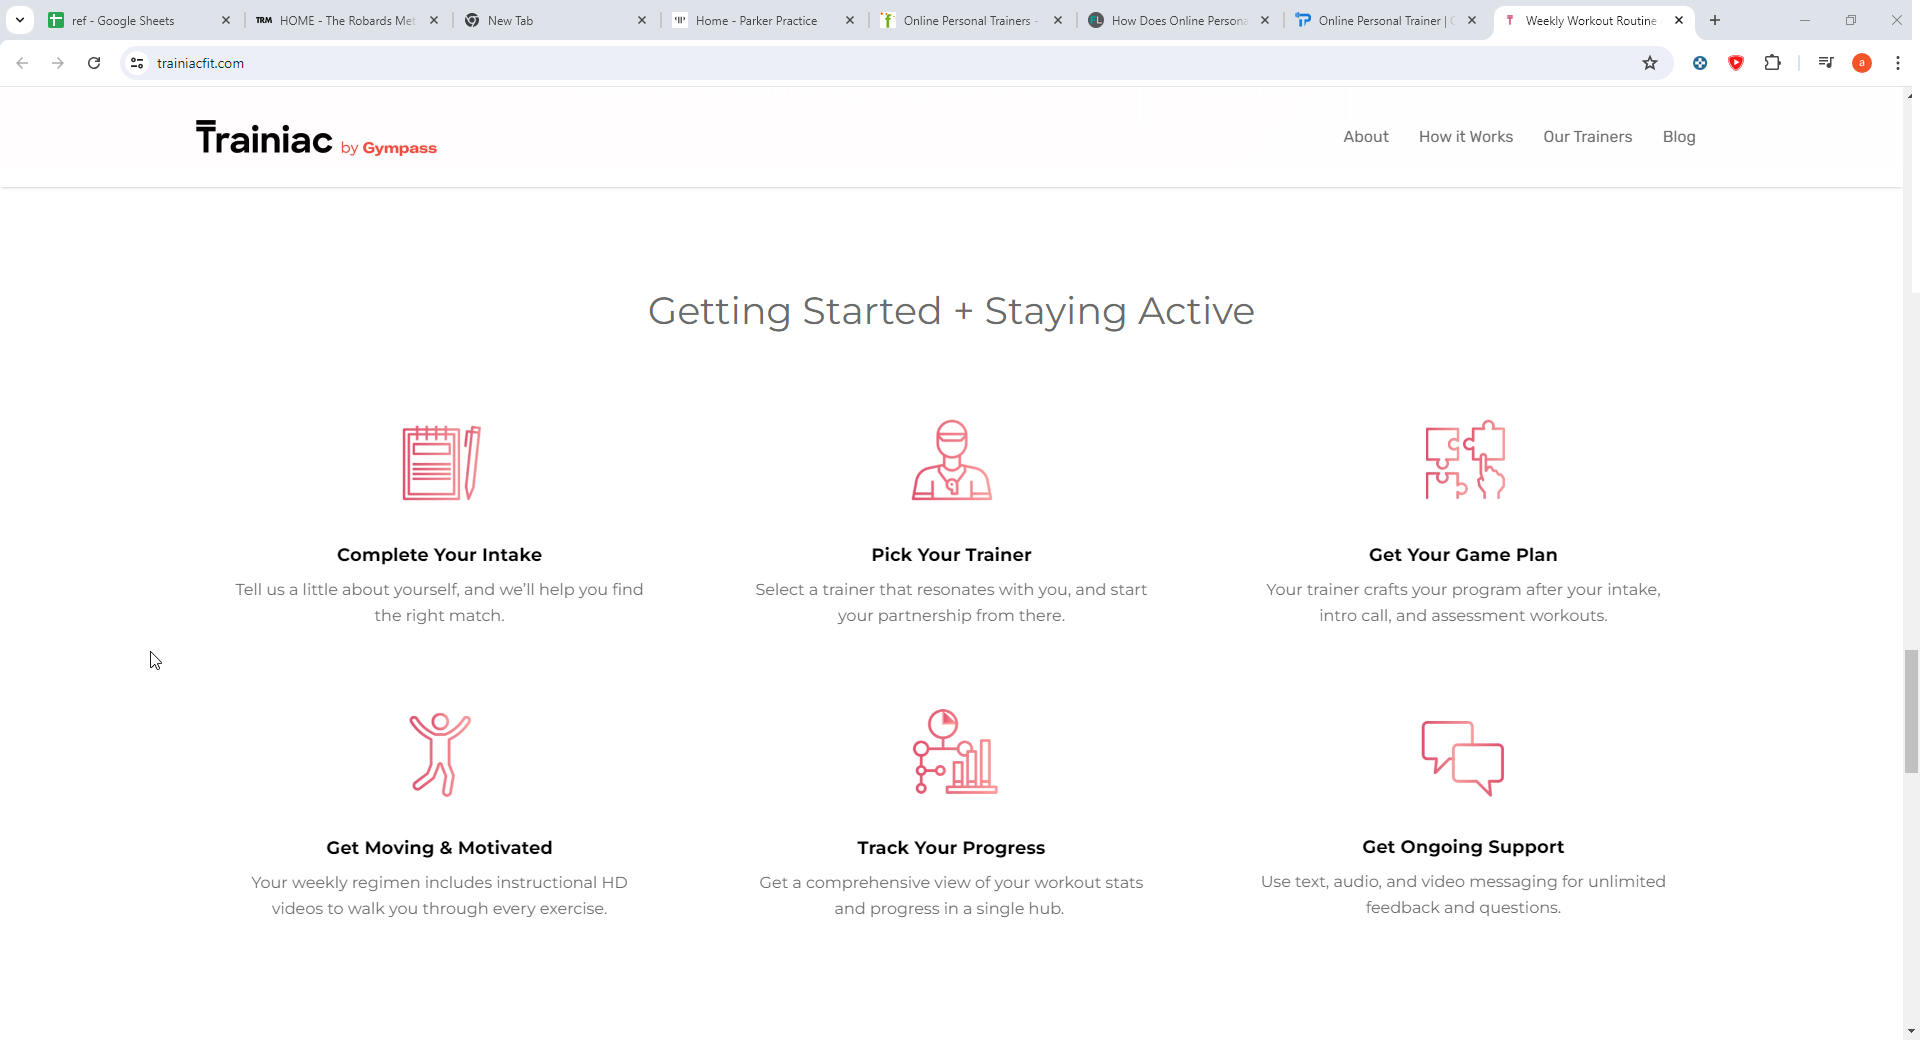 ref - Google Sheets
TRM HOME - The Robards Met
New Tab
Home - Parker Practice
Online Personal Trainers -
FL How Does Online Persona
Online Personal Trainer |
Weekly Workout Routine
trainiacfit.com
a
Trainiac by Gympass
About How it Works Our Trainers Blog
Getting Started + Staying Active
Complete Your Intake
Tell us a little about yourself, and we’ll help you find
the right match.
Pick Your Trainer
Select a trainer that resonates with you, and start
your partnership from there.
Get Your Game Plan
Your trainer crafts your program after your intake,
intro call, and assessment workouts.
Get Moving & Motivated
Your weekly regimen includes instructional HD
videos to walk you through every exercise.
Track Your Progress
Get a comprehensive view of your workout stats
and progress in a single hub.
Get Ongoing Support
Use text, audio, and video messaging for unlimited
feedback and questions.